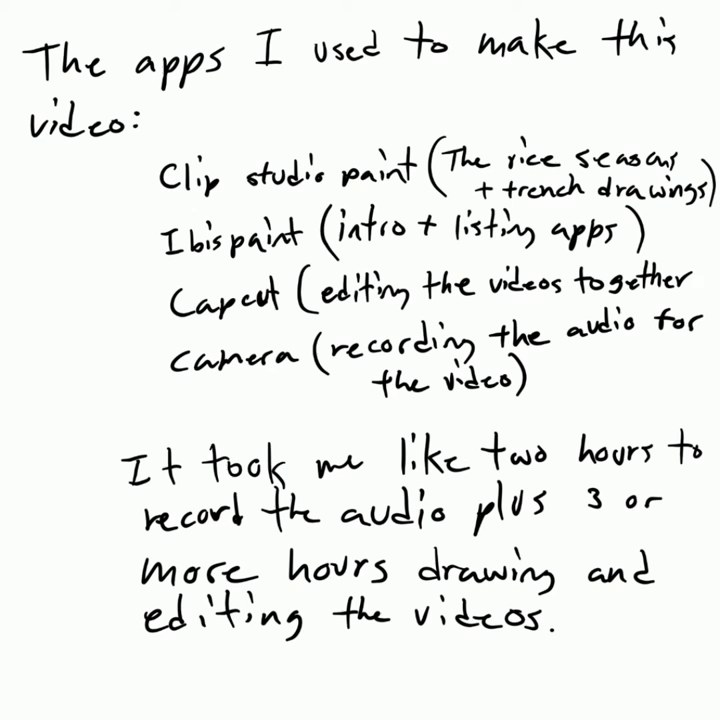 The apps I used to make this
video:
Clip studio paint (The rice seasons
+ trench drawings)
Ibispaint (intro + listing apps)
Capcut (editing the videos together
Camera (recording the audio for
the video)
It took me like two hours to
record the audio plus 3 or
more hours drawing and
editing the videos.